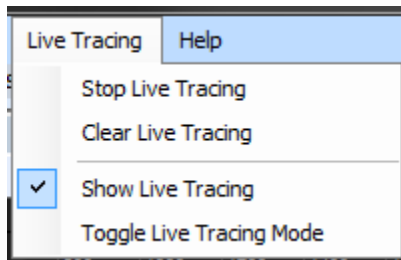 Live Tracing Help
Stop Live Tracing
Clear Live Tracing
Show Live Tracing
Toggle Live Tracing Mode